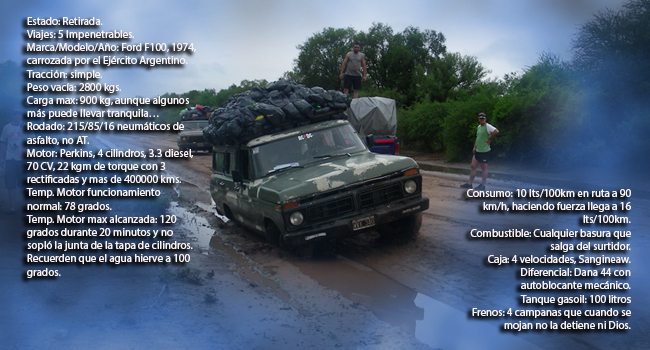 Estado: Retirada.
Viajes: 5 Impenetrables.
Marca/Modelo/Año: Ford F100, 1974
carrozada por el Ejército Argentino.
Tracción: simple.
Peso vacia: 2800 kgs.
Carga max: 900 kg, aunque algunos
más puede llevar tranquila…
Rodado: 215/85/16 neumáticos de
asfalto, no AT.
Motor: Perkins, 4 cilindros, 3.3 diesel,
70 CV, 22 kgm de torque con 3
rectificadas y mas de 400000 kms.
Temp. Motor funcionamiento
normal: 78 grados.
Temp. Motor max alcanzada: 120
grados durante 20 minutos y no
sopló la junta de la tapa de cilindros.
Recuerden que el agua hierve a 100
grados.
Consumo: 10 lts/100km en ruta a 90
km/h, haciendo fuerza llega a 16
lts/100km.
Combustible: Cualquier basura que
salga del surtidor.
Caja: 4 velocidades, Sangineaw.
Diferencial: Dana 44 con
autoblocante mecánico.
Tanque gasoil: 100 litros
Frenos: 4 campanas que cuando se
mojan no la detiene ni Dios.